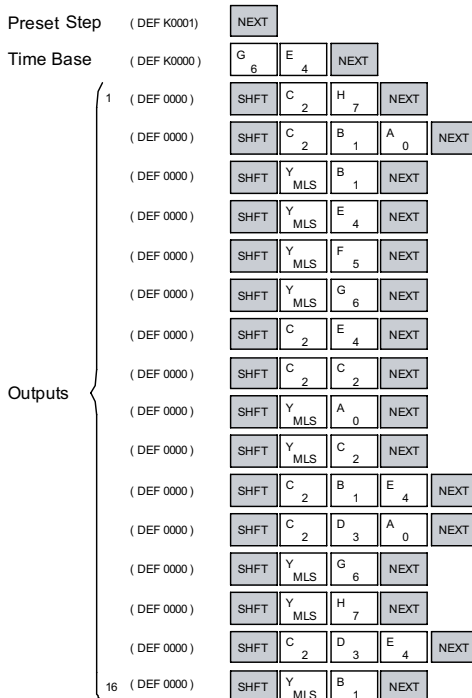 Preset Step ( DEF K0001) NEXT
Time Base ( DEF K0000 ) G 6 E 4 NEXT
1 ( DEF 0000 ) SHFT C 2 H 7 NEXT
( DEF 0000 ) SHFT C 2 B 1 A 0 NEXT
( DEF 0000 ) SHFT Y MLS B 1 NEXT
( DEF 0000 ) SHFT Y MLS E 4 NEXT
( DEF 0000 ) SHFT Y MLS F 5 NEXT
( DEF 0000 ) SHFT Y MLS G 6 NEXT
( DEF 0000 ) SHFT C 2 E 4 NEXT
( DEF 0000 ) SHFT C 2 C 2 NEXT
Outputs
( DEF 0000 ) SHFT Y MLS A 0 NEXT
( DEF 0000 ) SHFT Y MLS C 2 NEXT
( DEF 0000 ) SHFT C 2 B 1 E 4 NEXT
( DEF 0000 ) SHFT C 2 D 3 A 0 NEXT
( DEF 0000 ) SHFT Y MLS G 6 NEXT
( DEF 0000 ) SHFT Y MLS H 7 NEXT
( DEF 0000 ) SHFT C 2 D 3 E 4 NEXT
16 ( DEF 0000 ) SHFT Y MLS B 1 NEXT